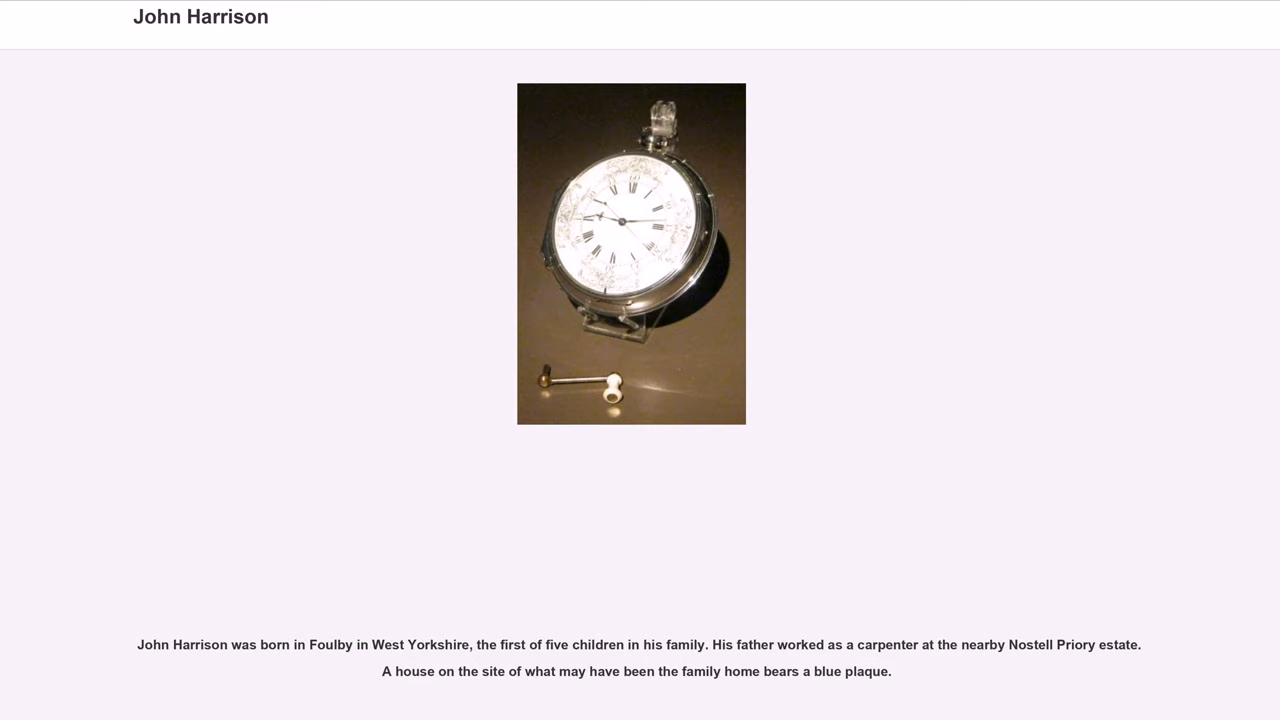 John Harrison
John Harrison was born in Foulby in West Yorkshire, the first of five children in his family. His father worked as a carpenter at the nearby Nostell Priory estate.
A house on the site of what may have been the family home bears a blue plaque.